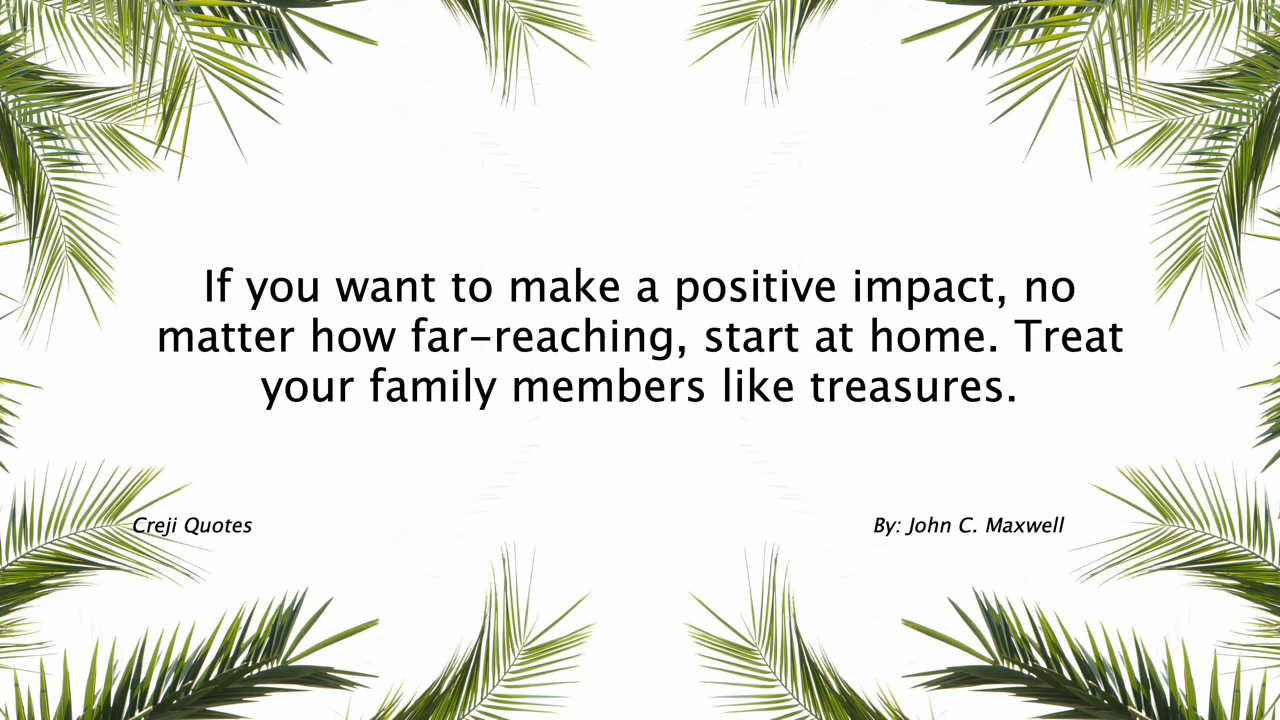 If you want to make a positive impact, no
matter how far-reaching, start at home. Treat
your family members like treasures.
Creji Quotes
By: John C. Maxwell